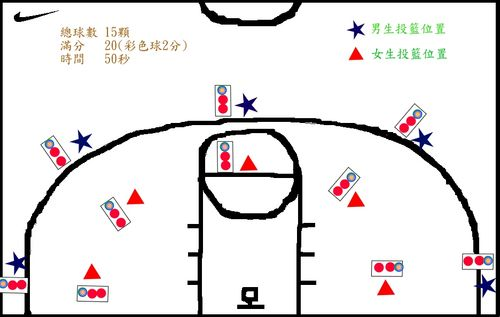 總球數 15顆
滿分 20(彩色球2分)
時間 50秒
男生投籃位置
女生投籃位置